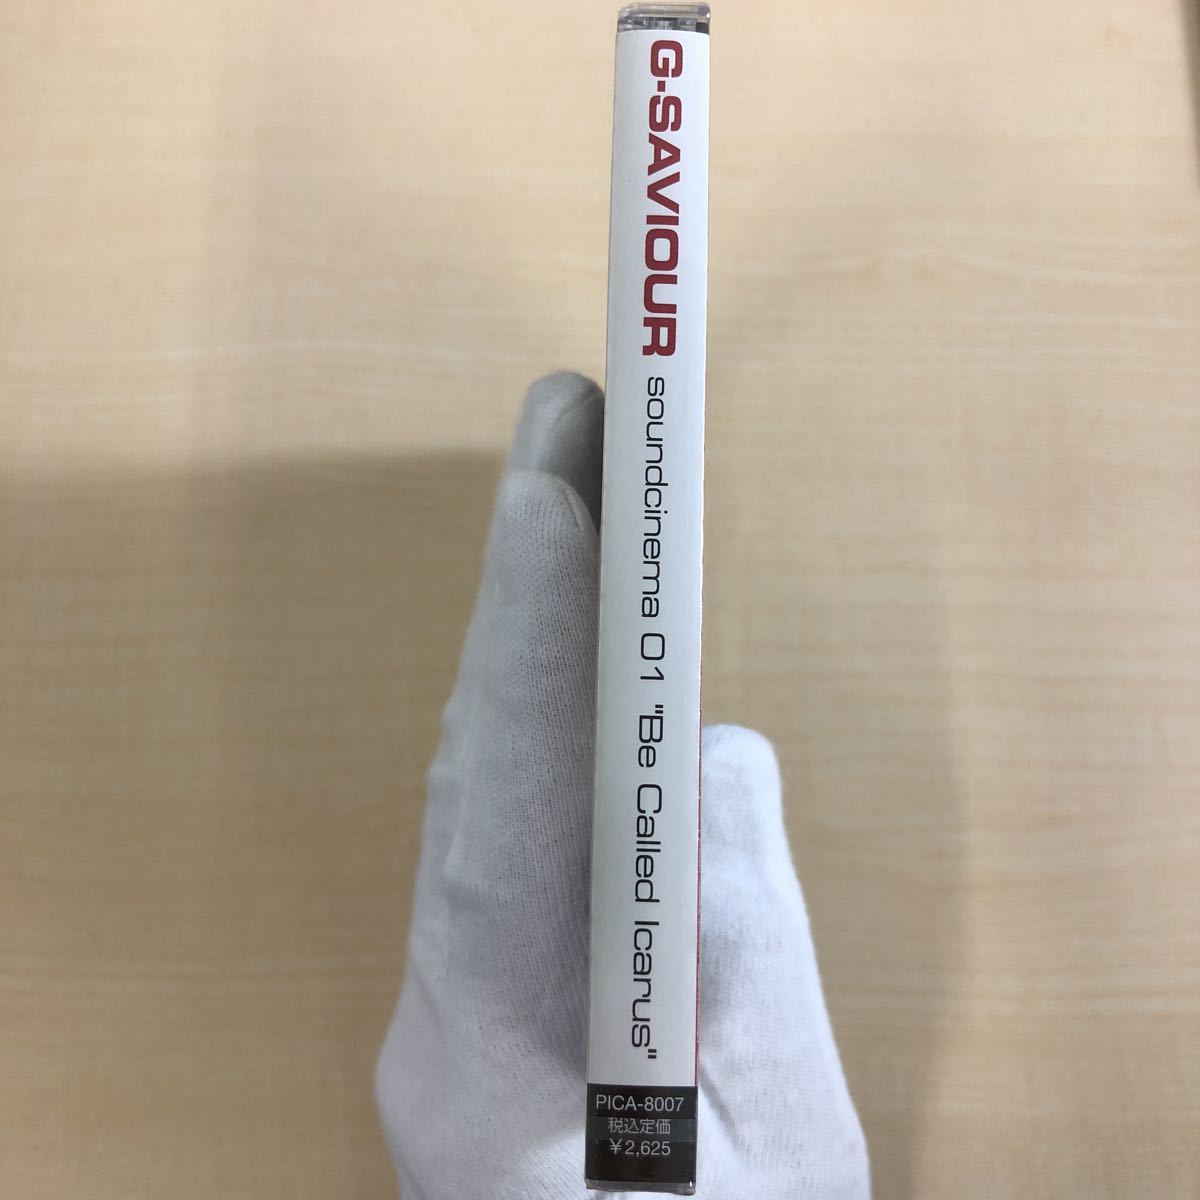 G-SAVIOUR soundcinema 01 "Be Called Icarus"
PICA-8007
税込定価
￥2,625